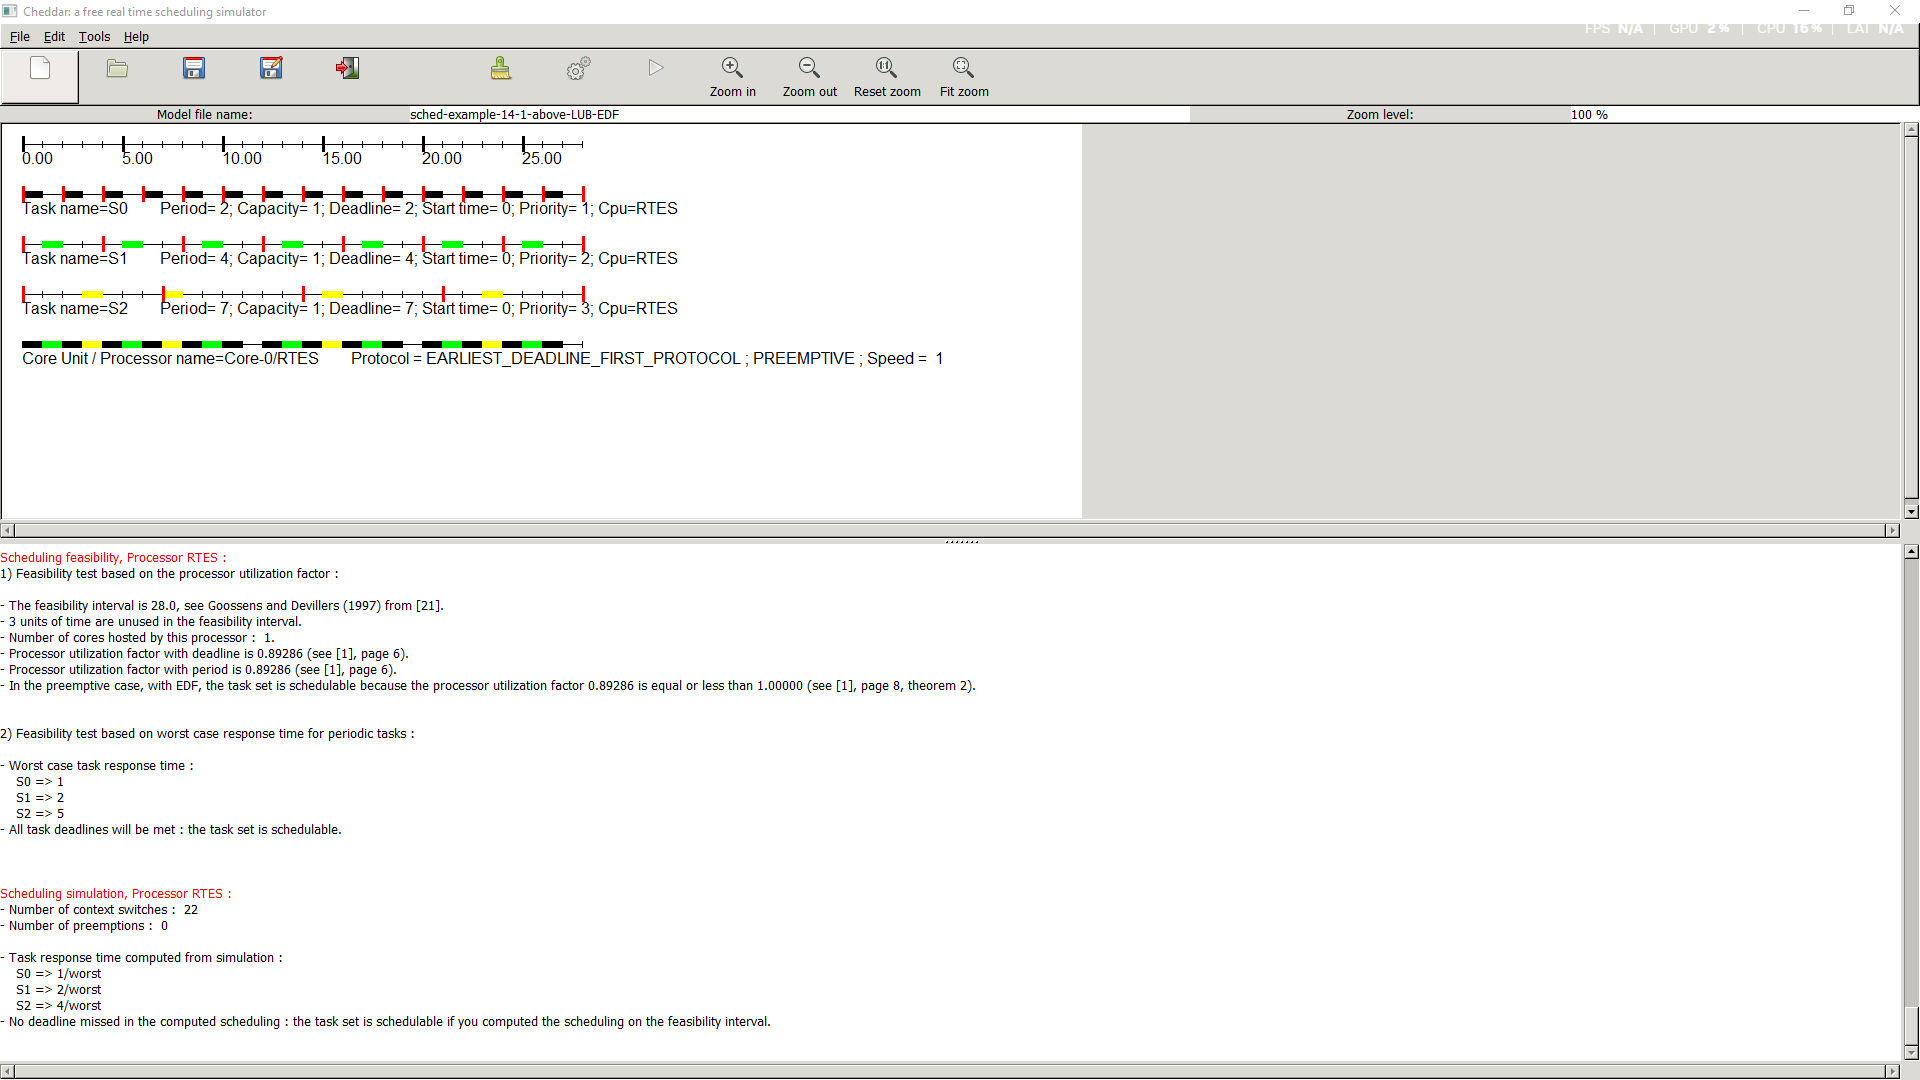 Cheddar: a free real time scheduling simulator
FPS N/A | GPU 2% | CPU 16% | LAT N/A
File Edit Tools Help
Zoom in Zoom out Reset zoom Fit zoom
Model file name: sched-example-14-1-above-LUB-EDF Zoom level: 100 %
0.00 5.00 10.00 15.00 20.00 25.00
Task name=S0 Period= 2; Capacity= 1; Deadline= 2; Start time= 0; Priority= 1; Cpu=RTES
Task name=S1 Period= 4; Capacity= 1; Deadline= 4; Start time= 0; Priority= 2; Cpu=RTES
Task name=S2 Period= 7; Capacity= 1; Deadline= 7; Start time= 0; Priority= 3; Cpu=RTES
Core Unit / Processor name=Core-0/RTES Protocol = EARLIEST_DEADLINE_FIRST_PROTOCOL ; PREEMPTIVE ; Speed = 1
Scheduling feasibility, Processor RTES :
1) Feasibility test based on the processor utilization factor :
- The feasibility interval is 28.0, see Goossens and Devillers (1997) from [21].
- 3 units of time are unused in the feasibility interval.
- Number of cores hosted by this processor : 1.
- Processor utilization factor with deadline is 0.89286 (see [1], page 6).
- Processor utilization factor with period is 0.89286 (see [1], page 6).
- In the preemptive case, with EDF, the task set is schedulable because the processor utilization factor 0.89286 is equal or less than 1.00000 (see [1], page 8, theorem 2).
2) Feasibility test based on worst case response time for periodic tasks :
- Worst case task response time :
S0 => 1
S1 => 2
S2 => 5
- All task deadlines will be met : the task set is schedulable.
Scheduling simulation, Processor RTES :
- Number of context switches : 22
- Number of preemptions : 0
- Task response time computed from simulation :
S0 => 1/worst
S1 => 2/worst
S2 => 4/worst
- No deadline missed in the computed scheduling : the task set is schedulable if you computed the scheduling on the feasibility interval.